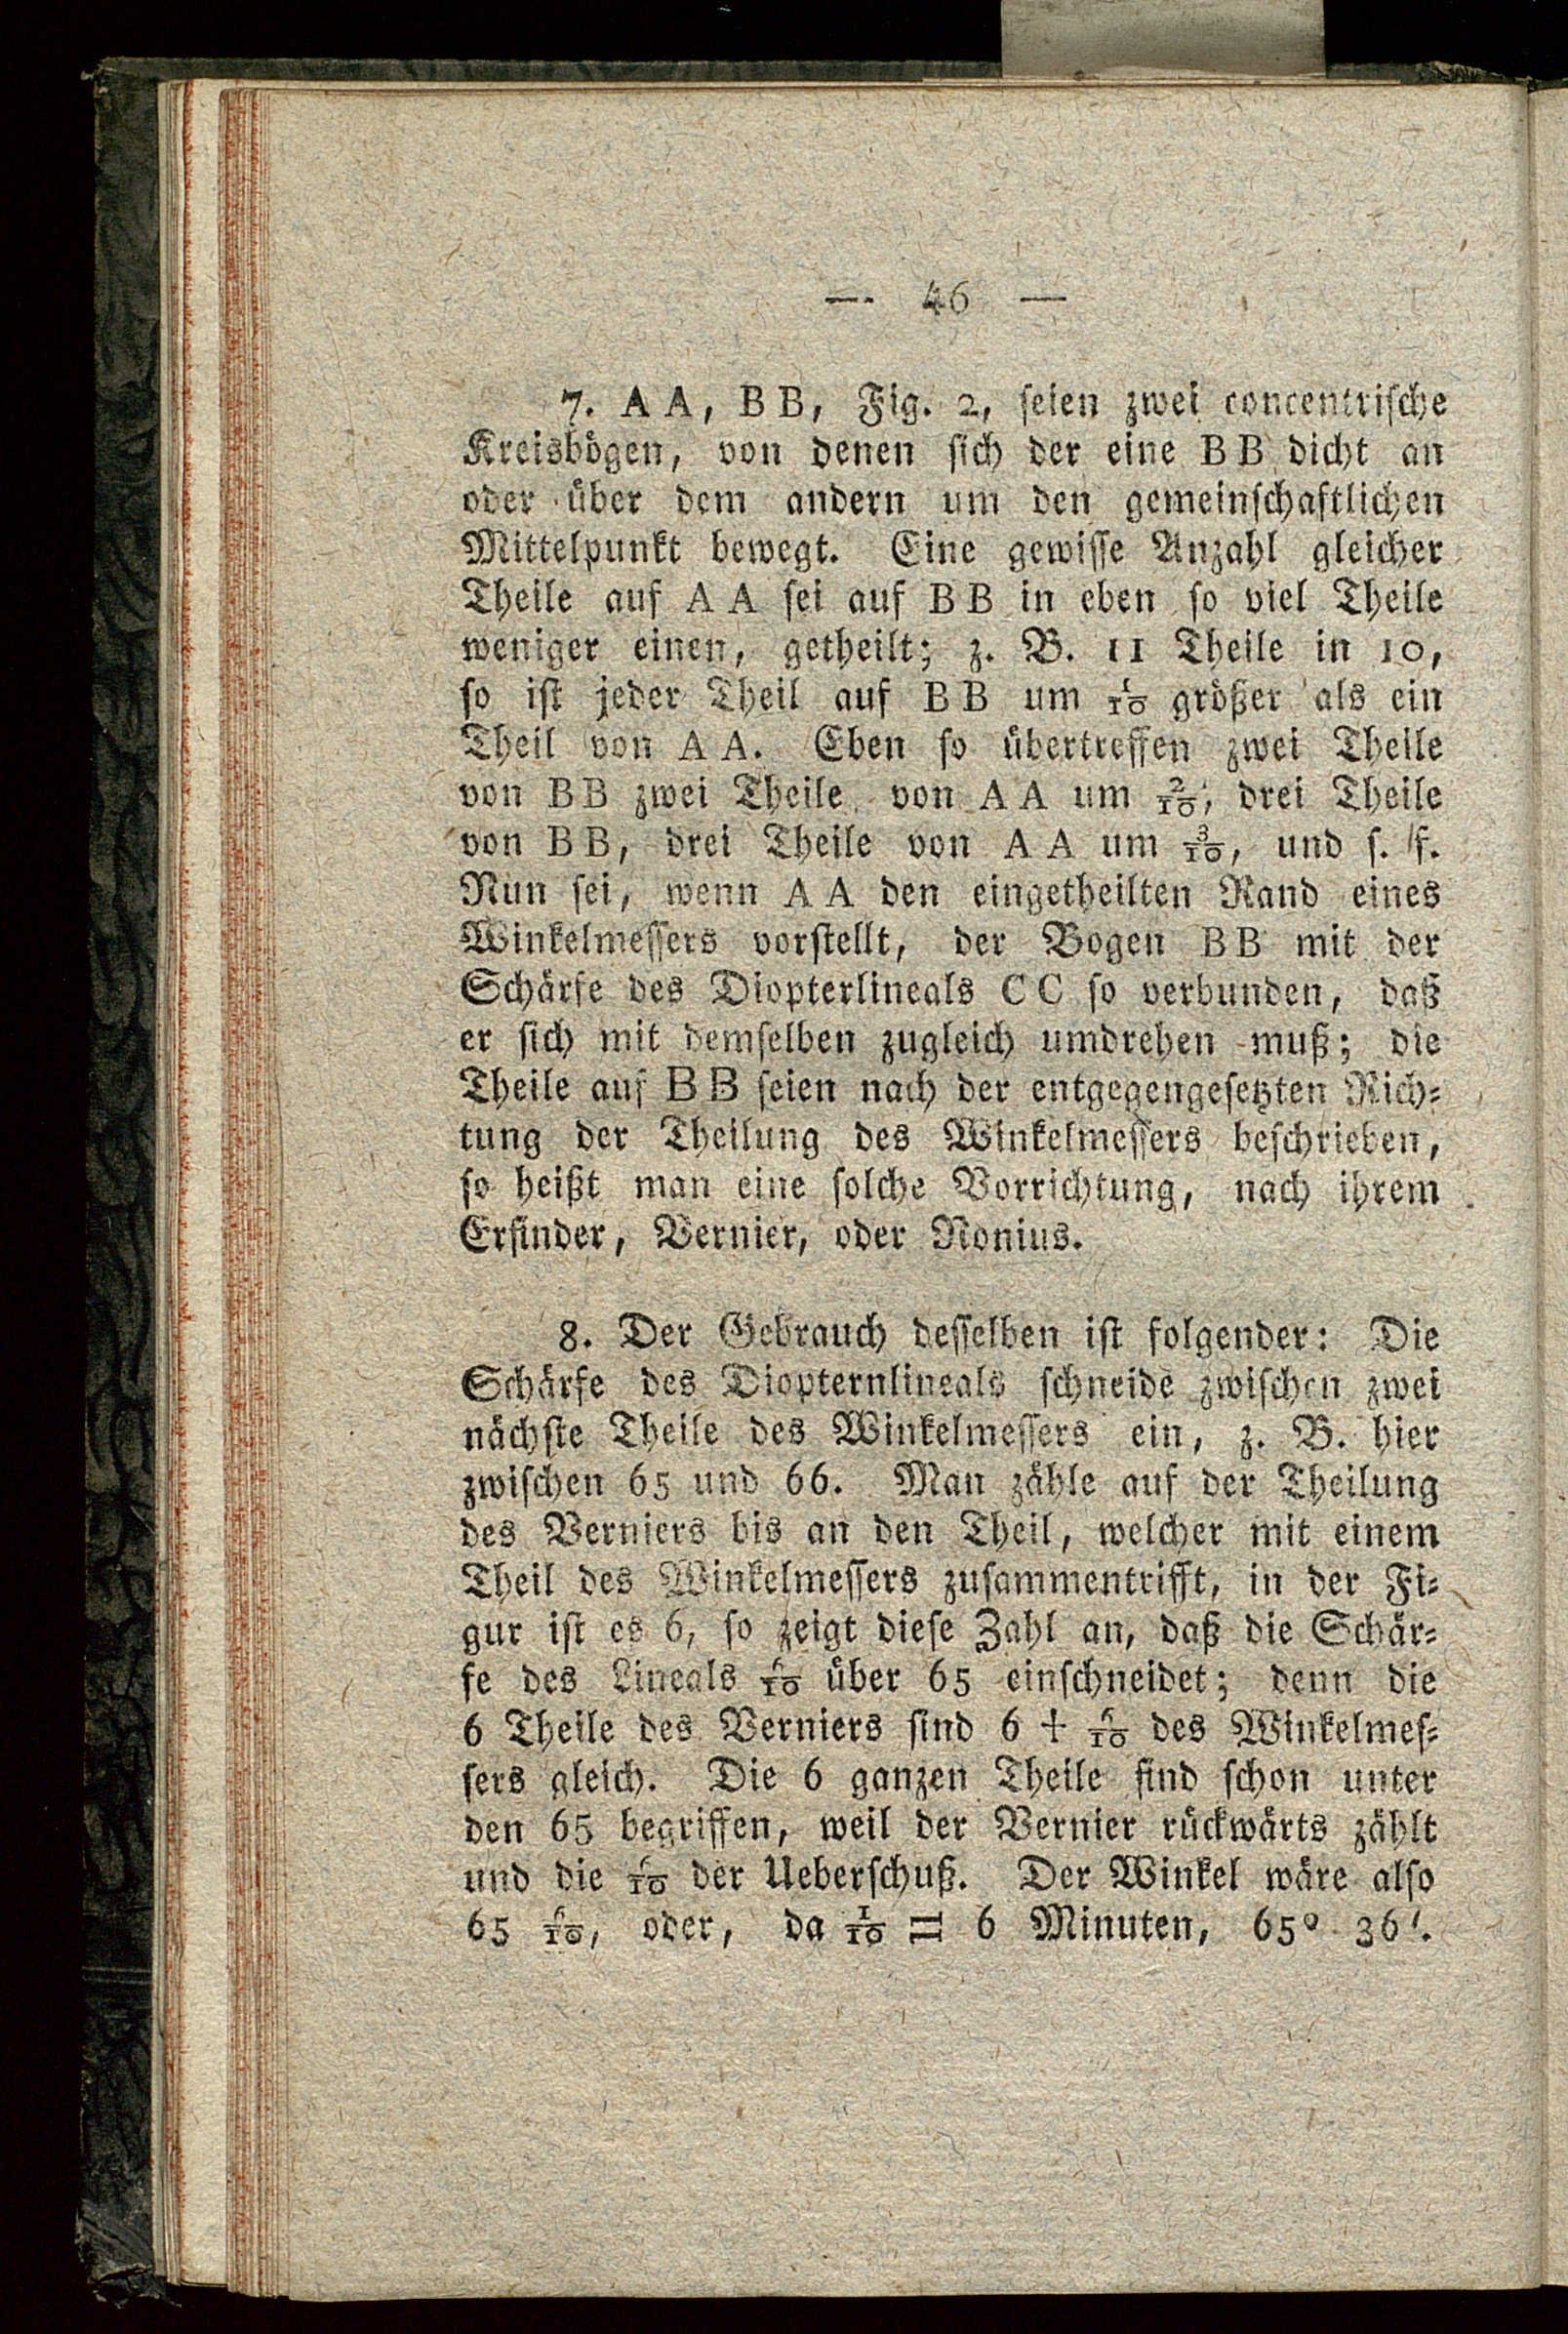 — 46 —
7. A A, B B, Fig. 2, seien zwei concentrische
Kreisbögen, von denen sich der eine B B dicht an
oder über dem andern um den gemeinschaftlichen
Mittelpunkt bewegt. Eine gewisse Anzahl gleicher
Theile auf A A sei auf B B in eben so viel Theile
weniger einen, getheilt; z. B. 11 Theile in 10,
so ist jeder Theil auf B B um 1/10 größer als ein
Theil von A A. Eben so übertreffen zwei Theile
von B B zwei Theile von A A um 2/10, drei Theile
von B B, drei Theile von A A um 3/10, und s. f.
Nun sei, wenn A A den eingetheilten Rand eines
Winkelmessers vorstellt, der Bogen B B mit der
Schärfe des Diopterlineals C C so verbunden, daß
er sich mit demselben zugleich umdrehen muß; die
Theile auf B B seien nach der entgegengesetzten Rich-
tung der Theilung des Winkelmessers beschrieben,
so heißt man eine solche Vorrichtung, nach ihrem
Erfinder, Vernier, oder Nonius.
8. Der Gebrauch desselben ist folgender: Die
Schärfe des Diopternlineals schneide zwischen zwei
nächste Theile des Winkelmessers ein, z. B. hier
zwischen 65 und 66. Man zähle auf der Theilung
des Verniers bis an den Theil, welcher mit einem
Theil des Winkelmessers zusammentrifft, in der Fi-
gur ist es 6, so zeigt diese Zahl an, daß die Schär-
fe des Lineals 6/10 über 65 einschneidet; denn die
6 Theile des Verniers sind 6 + 6/10 des Winkelmes-
sers gleich. Die 6 ganzen Theile sind schon unter
den 65 begriffen, weil der Vernier rückwärts zählt
und die 6/10 der Ueberschuß. Der Winkel wäre also
65 6/10, oder, da 1/10 = 6 Minuten, 65° 36'.